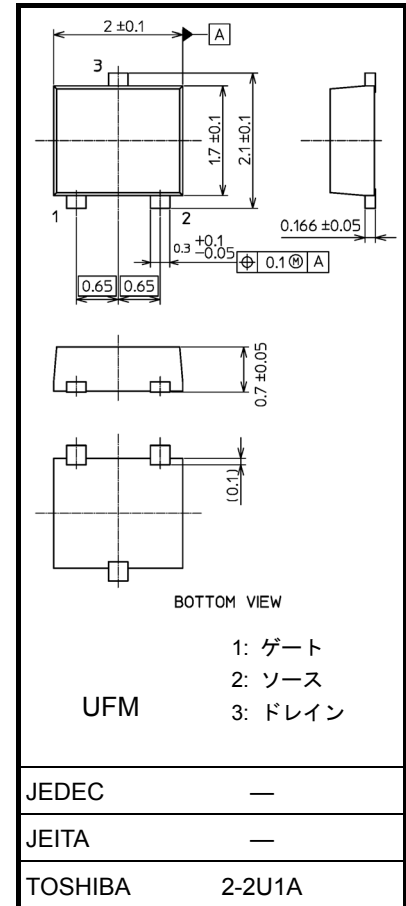 2 ±0.1
A
3
1.7 ±0.1
2.1 ±0.1
1
2
0.166 ±0.05
0.3 +0.1 −0.05
⌖ 0.1 Ⓜ A
0.65 0.65
0.7 ±0.05
(0.1)
BOTTOM VIEW
1: ゲート
2: ソース
UFM
3: ドレイン
JEDEC —
JEITA —
TOSHIBA 2-2U1A